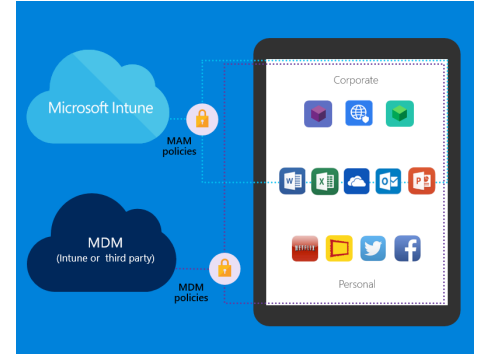 Corporate
Microsoft Intune
MAM
policies
W
X
O
P
MDM
(Intune or third party)
MDM
policies
Personal